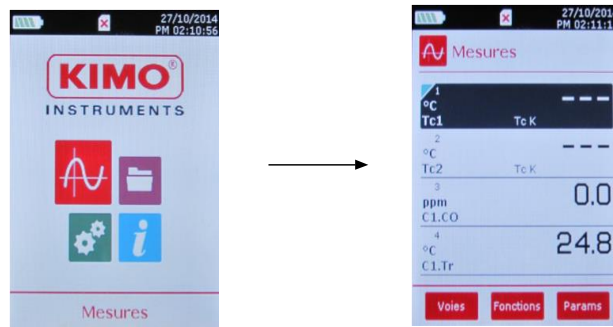 27/10/2014
PM 02:10:56
KIMO®
INSTRUMENTS
Mesures
27/10/201
PM 02:11:1
Mesures
1
°C
Tc1 Tc K
---
2
°C
Tc2 Tc K
---
3
ppm
C1.CO
0.0
4
°C
C1.Tr
24.8
Voies Fonctions Params